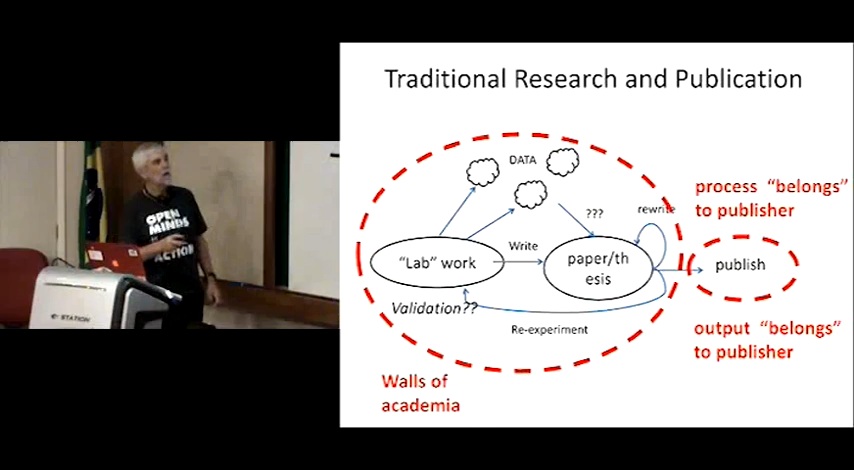 Traditional Research and Publication
DATA
process "belongs"
to publisher
???
rewrite
Write
"Lab" work
paper/th
esis
publish
Validation??
Re-experiment
output "belongs"
to publisher
Walls of
academia
OPEN
MINDS
ACTION
STATION